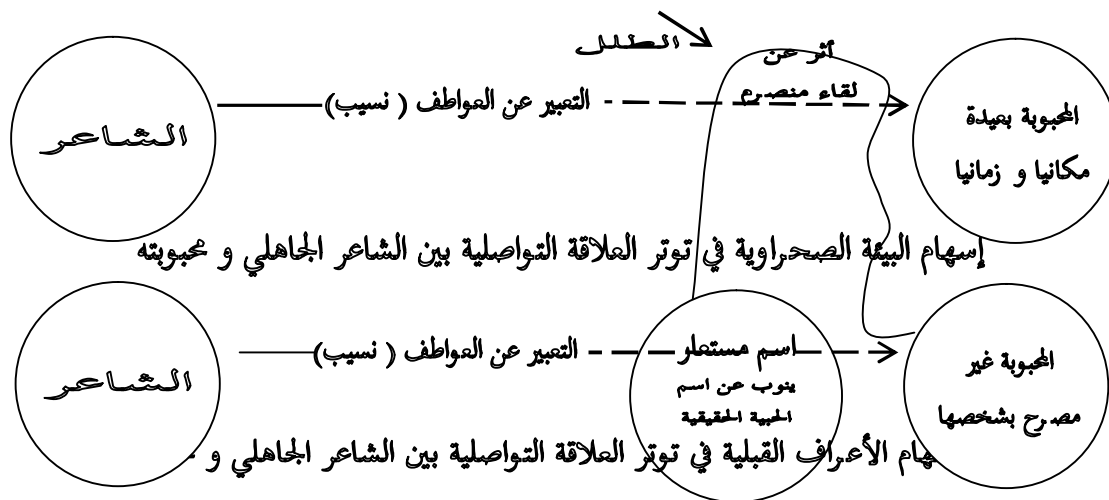 الطلل
أثر عن
لقاء منصرم
الشاعر
التعبير عن العواطف ( نسيب)
المحبوبة بعيدة
مكانيا و زمانيا
إسهام البيئة الصحراوية في توتر العلاقة التواصلية بين الشاعر الجاهلي و محبوبته
الشاعر
التعبير عن العواطف ( نسيب)
اسم مستعار
ينوب عن اسم
الحبيبة الحقيقية
المحبوبة غير
مصرح بشخصها
الأعراف القبلية في توتر العلاقة التواصلية بين الشاعر الجاهلي و